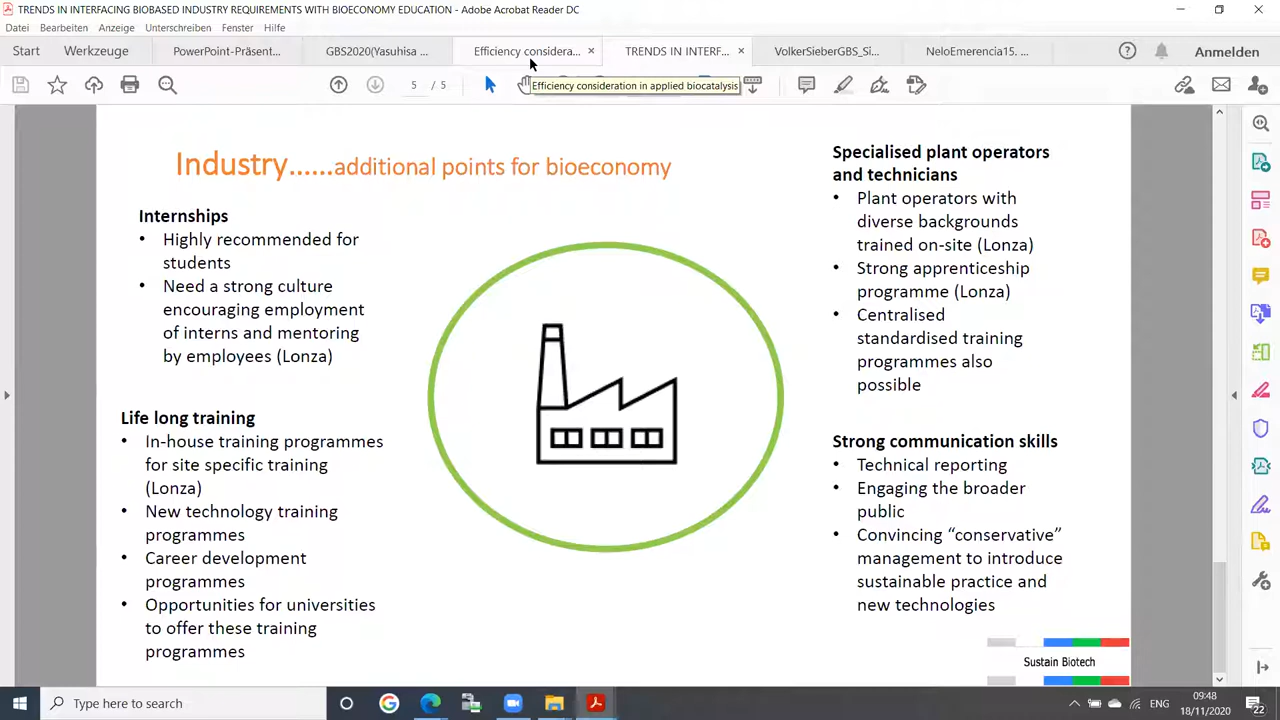 TRENDS IN INTERFACING BIOBASED INDUSTRY REQUIREMENTS WITH BIOECONOMY EDUCATION - Adobe Acrobat Reader DC
Datei Bearbeiten Anzeige Unterschreiben Fenster Hilfe
Start Werkzeuge PowerPoint-Präsent... GBS2020(Yasuhisa ... Efficiency considera... × TRENDS IN INTERF... × VolkerSieberGBS_Si... NeloEmerencia15. ... Anmelden
5 / 5
Efficiency consideration in applied biocatalysis
Industry......additional points for bioeconomy
Internships
• Highly recommended for
students
• Need a strong culture
encouraging employment
of interns and mentoring
by employees (Lonza)
Life long training
• In-house training programmes
for site specific training
(Lonza)
• New technology training
programmes
• Career development
programmes
• Opportunities for universities
to offer these training
programmes
Specialised plant operators
and technicians
• Plant operators with
diverse backgrounds
trained on-site (Lonza)
• Strong apprenticeship
programme (Lonza)
• Centralised
standardised training
programmes also
possible
Strong communication skills
• Technical reporting
• Engaging the broader
public
• Convincing “conservative”
management to introduce
sustainable practice and
new technologies
Sustain Biotech
Type here to search
ENG
09:48
18/11/2020
22